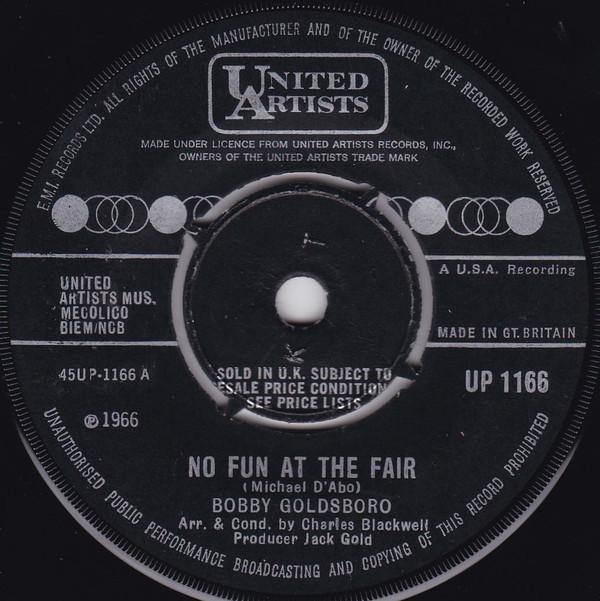 E.M.I. RECORDS LTD. ALL RIGHTS OF THE MANUFACTURER AND OF THE OWNER OF THE RECORDED WORK RESERVED
UNITED
ARTISTS
MADE UNDER LICENCE FROM UNITED ARTISTS RECORDS, INC.,
OWNERS OF THE UNITED ARTISTS TRADE MARK
A U.S.A. Recording
UNITED
ARTISTS MUS.
MECOLICO
BIEM/NCB
MADE IN GT. BRITAIN
45UP-1166 A
SOLD IN U.K. SUBJECT TO
ESALE PRICE CONDITION
SEE PRICE LISTS
UP 1166
℗ 1966
NO FUN AT THE FAIR
(Michael D'Abo)
BOBBY GOLDSBORO
Arr. & Cond. by Charles Blackwell
Producer Jack Gold
UNAUTHORISED PUBLIC PERFORMANCE BROADCASTING AND COPYING OF THIS RECORD PROHIBITED